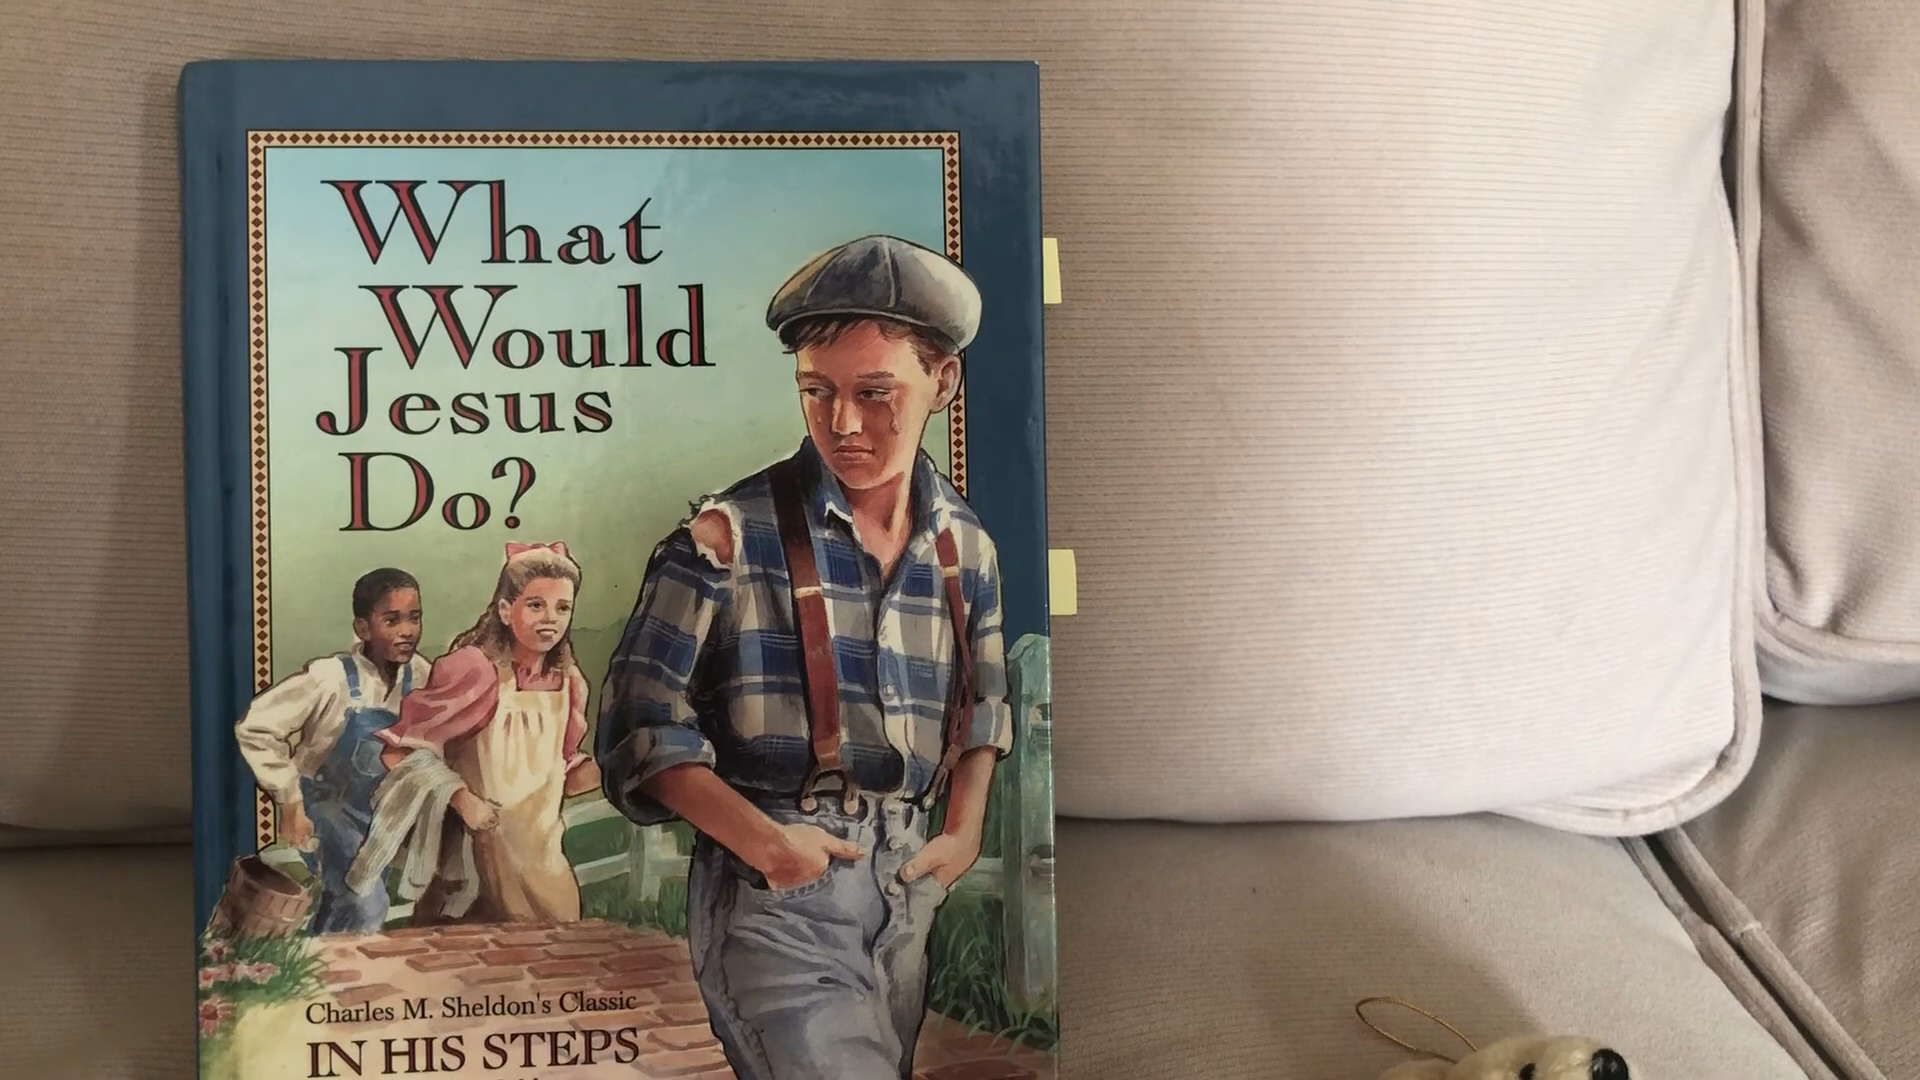 What
Would
Jesus
Do?
Charles M. Sheldon's Classic
IN HIS STEPS